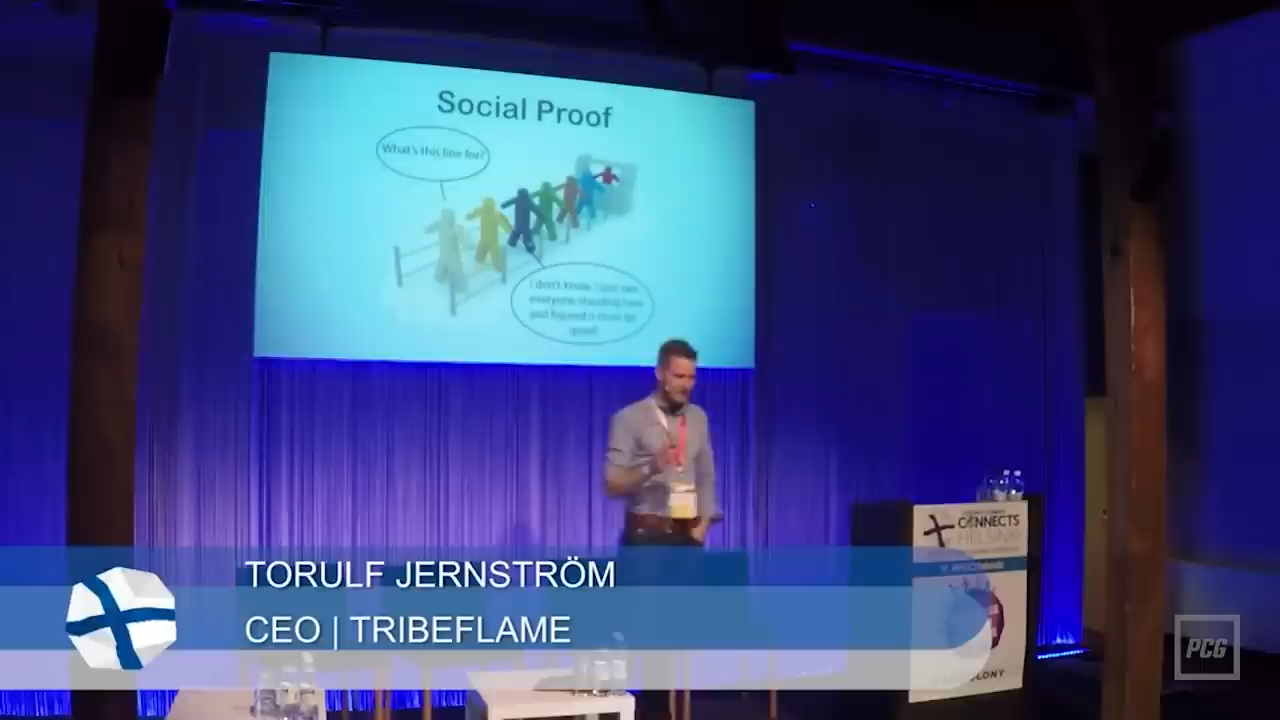 Social Proof
What's this line for?
I don't know. I just saw
everyone standing here
and figured it must be
good!
CONNECTS
HELSINKI
TORULF JERNSTRÖM
CEO | TRIBEFLAME
PCG